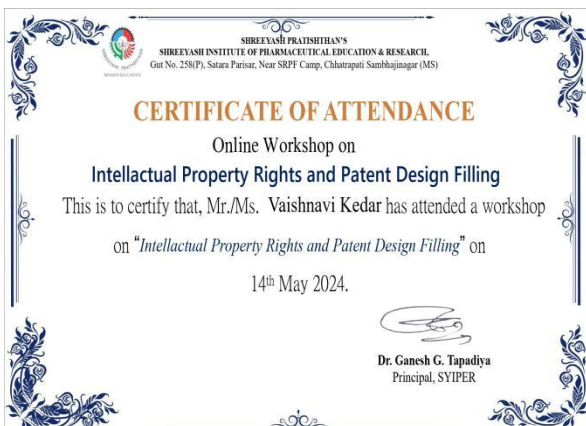 SHREEYASH PRATISHTHAN'S
SHREEYASH INSTITUTE OF PHARMACEUTICAL EDUCATION & RESEARCH,
Gut No. 258(P), Satara Parisar, Near SRPF Camp, Chhatrapati Sambhajinagar (MS)
CERTIFICATE OF ATTENDANCE
Online Workshop on
Intellactual Property Rights and Patent Design Filling
This is to certify that, Mr./Ms. Vaishnavi Kedar has attended a workshop
on “Intellactual Property Rights and Patent Design Filling” on
14th May 2024.
Dr. Ganesh G. Tapadiya
Principal, SYIPER